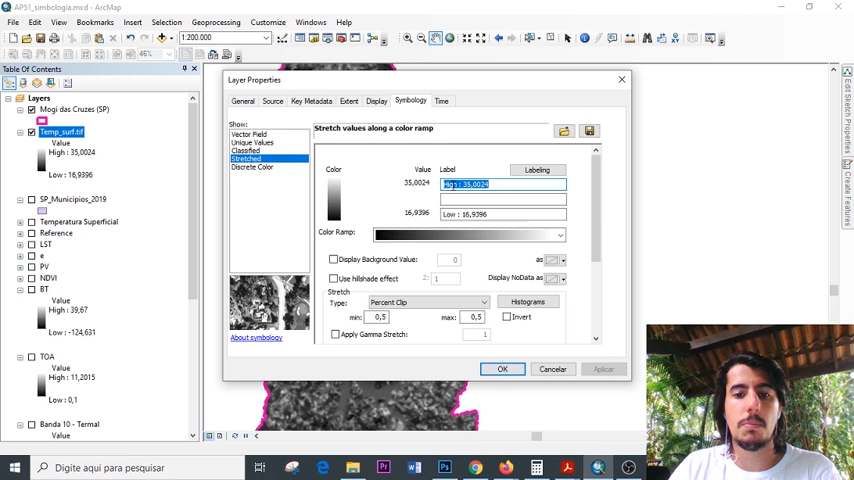 AP51_simbologia.mxd - ArcMap
File Edit View Bookmarks Insert Selection Geoprocessing Customize Windows Help
1:200.000
46%
Table Of Contents
Layers
Mogi das Cruzes (SP)
Temp_surf.tif
Value
High : 35,0024
Low : 16,9396
SP_Municipios_2019
Temperatura Superficial
Reference
LST
e
PV
NDVI
BT
Value
High : 39,67
Low : -124,631
TOA
Value
High : 11,2015
Low : 0,1
Banda 10 - Termal
Value
Layer Properties
General Source Key Metadata Extent Display Symbology Time
Show:
Vector Field
Unique Values
Classified
Stretched
Discrete Color
About symbology
Stretch values along a color ramp
Color Value Label Labeling
35,0024 High : 35,0024
16,9396 Low : 16,9396
Color Ramp:
Display Background Value: 0 as
Use hillshade effect Z: 1 Display NoData as
Stretch
Type: Percent Clip Histograms
min: 0,5 max: 0,5 Invert
Apply Gamma Stretch: 1
OK Cancelar Aplicar
Edit Sketch Properties
Create Features
Digite aqui para pesquisar